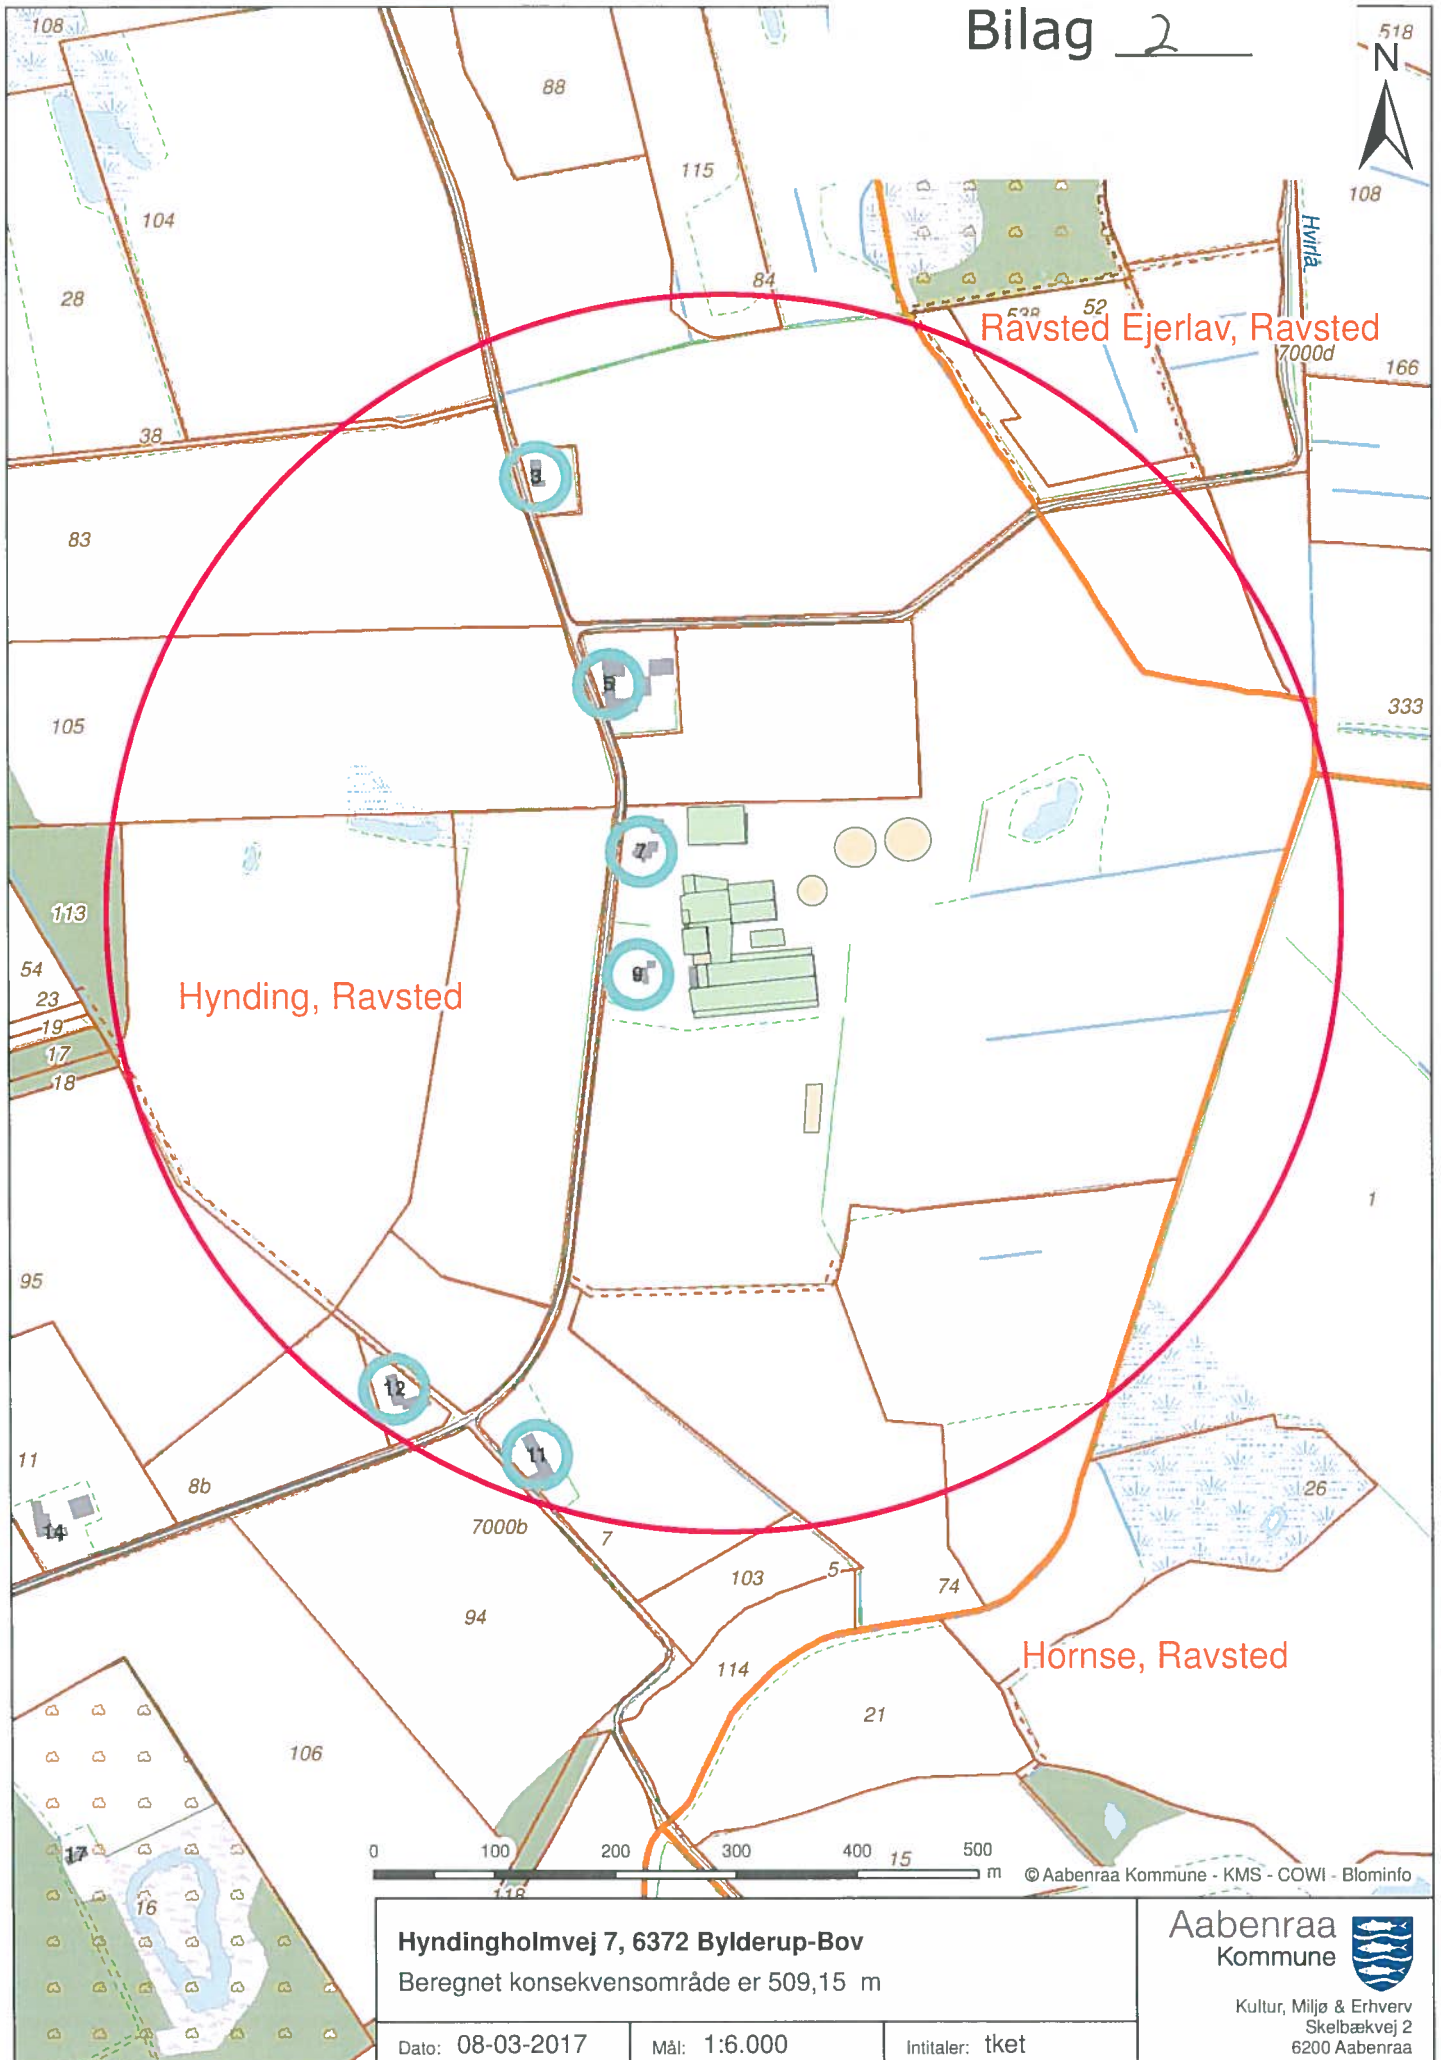 Bilag 2
108
518
N
88
115
108
104
Hvirlå
28
84
52
538
Ravsted Ejerlav, Ravsted
7000d
166
38
3
83
5
333
105
7
113
9
54
23
Hynding, Ravsted
19
17
18
1
95
12
11
11
8b
26
14
7000b
7
103
5
74
94
Hornse, Ravsted
114
21
106
17
16
0 100 200 300 400 500 m
15
118
© Aabenraa Kommune - KMS - COWI - Blominfo
Hyndingholmvej 7, 6372 Bylderup-Bov
Beregnet konsekvensområde er 509,15 m
Dato: 08-03-2017
Mål: 1:6.000
Intitaler: tket
Aabenraa
Kommune
Kultur, Miljø & Erhverv
Skelbækvej 2
6200 Aabenraa